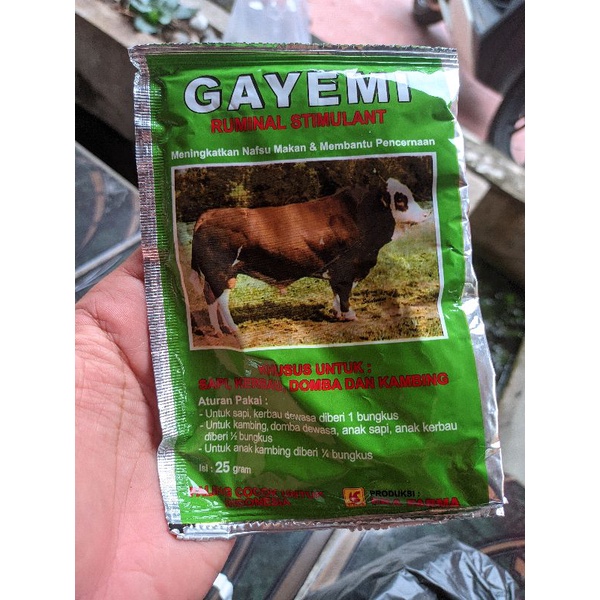 GAYEMI
RUMINAL STIMULANT
Meningkatkan Nafsu Makan & Membantu Pencernaan
KHUSUS UNTUK :
SAPI, KERBAU, DOMBA DAN KAMBING
Aturan Pakai :
- Untuk sapi, kerbau dewasa diberi 1 bungkus
- Untuk kambing, domba dewasa, anak sapi, anak kerbau
diberi ½ bungkus
- Untuk anak kambing diberi ¼ bungkus
Isi : 25 gram
PALING COCOK
PRODUKSI :